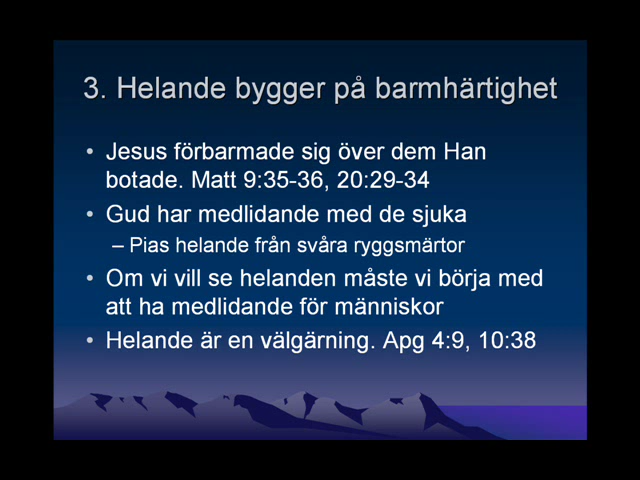 3. Helande bygger på barmhärtighet
• Jesus förbarmade sig över dem Han
botade. Matt 9:35-36, 20:29-34
• Gud har medlidande med de sjuka
– Pias helande från svåra ryggsmärtor
• Om vi vill se helanden måste vi börja med
att ha medlidande för människor
• Helande är en välgärning. Apg 4:9, 10:38